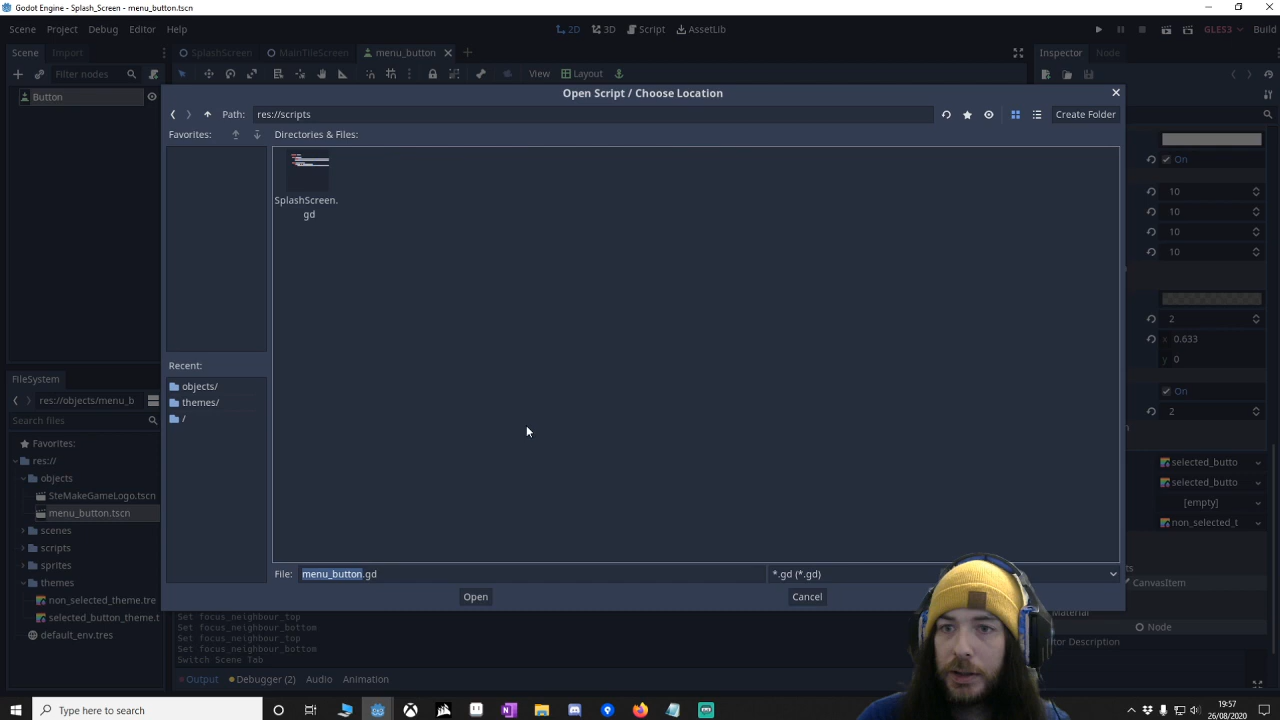 Godot Engine - Splash_Screen - menu_button.tscn
Scene Project Debug Editor Help
2D 3D Script AssetLib
GLES3 Build
Scene Import
SplashScreen MainTileScreen menu_button
Inspector Node
Filter nodes
View Layout
Button
Open Script / Choose Location
Path: res://scripts
Create Folder
Favorites:
Directories & Files:
SplashScreen.
gd
Recent:
objects/
themes/
/
File: menu_button.gd
*.gd (*.gd)
Open
Cancel
FileSystem
res://objects/menu_b
Search files
Favorites:
res://
objects
SteMakeGameLogo.tscn
menu_button.tscn
scenes
scripts
sprites
themes
non_selected_theme.tre
selected_button_theme.t
default_env.tres
On
10
10
10
10
2
x 0.633
y 0
On
2
selected_butto
selected_butto
[empty]
non_selected_t
CanvasItem
Material
Node
tor Description
Set focus_neighbour_top
Set focus_neighbour_bottom
Set focus_neighbour_top
Set focus_neighbour_bottom
Switch Scene Tab
Output Debugger (2) Audio Animation
Type here to search
19:57
26/08/2020